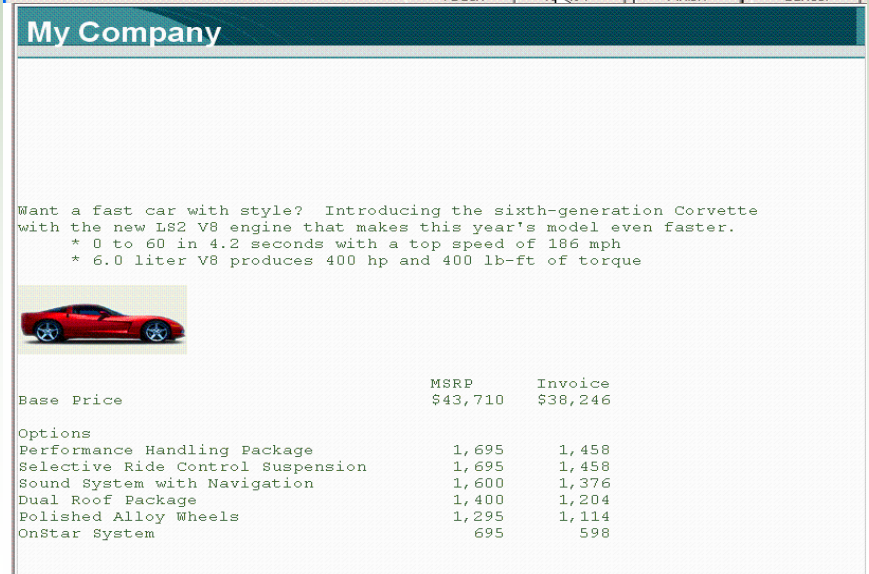 My Company
Want a fast car with style?  Introducing the sixth-generation Corvette
with the new LS2 V8 engine that makes this year's model even faster.
* 0 to 60 in 4.2 seconds with a top speed of 186 mph
* 6.0 liter V8 produces 400 hp and 400 lb-ft of torque
MSRP Invoice
Base Price $43,710 $38,246
Options
Performance Handling Package 1,695 1,458
Selective Ride Control Suspension 1,695 1,458
Sound System with Navigation 1,600 1,376
Dual Roof Package 1,400 1,204
Polished Alloy Wheels 1,295 1,114
OnStar System 695 598